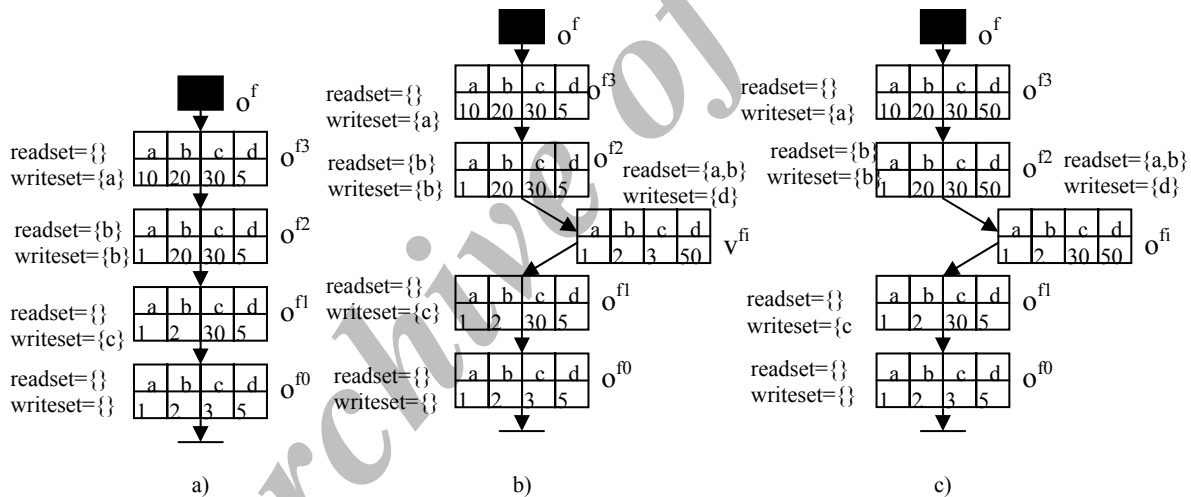 o^f
a b c d
10 20 30 5
o^f3
readset={}
writeset={a}
a b c d
1 20 30 5
o^f2
readset={b}
writeset={b}
a b c d
1 2 30 5
o^f1
readset={}
writeset={c}
a b c d
1 2 3 5
o^f0
readset={}
writeset={}
a)
o^f
a b c d
10 20 30 5
o^f3
readset={}
writeset={a}
a b c d
1 20 30 5
o^f2
readset={b}
writeset={b}
readset={a,b}
writeset={d}
a b c d
1 2 3 50
v^fi
a b c d
1 2 30 5
o^f1
readset={}
writeset={c}
a b c d
1 2 3 5
o^f0
readset={}
writeset={}
b)
o^f
a b c d
10 20 30 50
o^f3
readset={}
writeset={a}
a b c d
1 20 30 50
o^f2
readset={b}
writeset={b}
readset={a,b}
writeset={d}
a b c d
1 2 30 50
o^fi
a b c d
1 2 30 5
o^f1
readset={}
writeset={c
a b c d
1 2 3 5
o^f0
readset={}
writeset={}
c)
rchive of